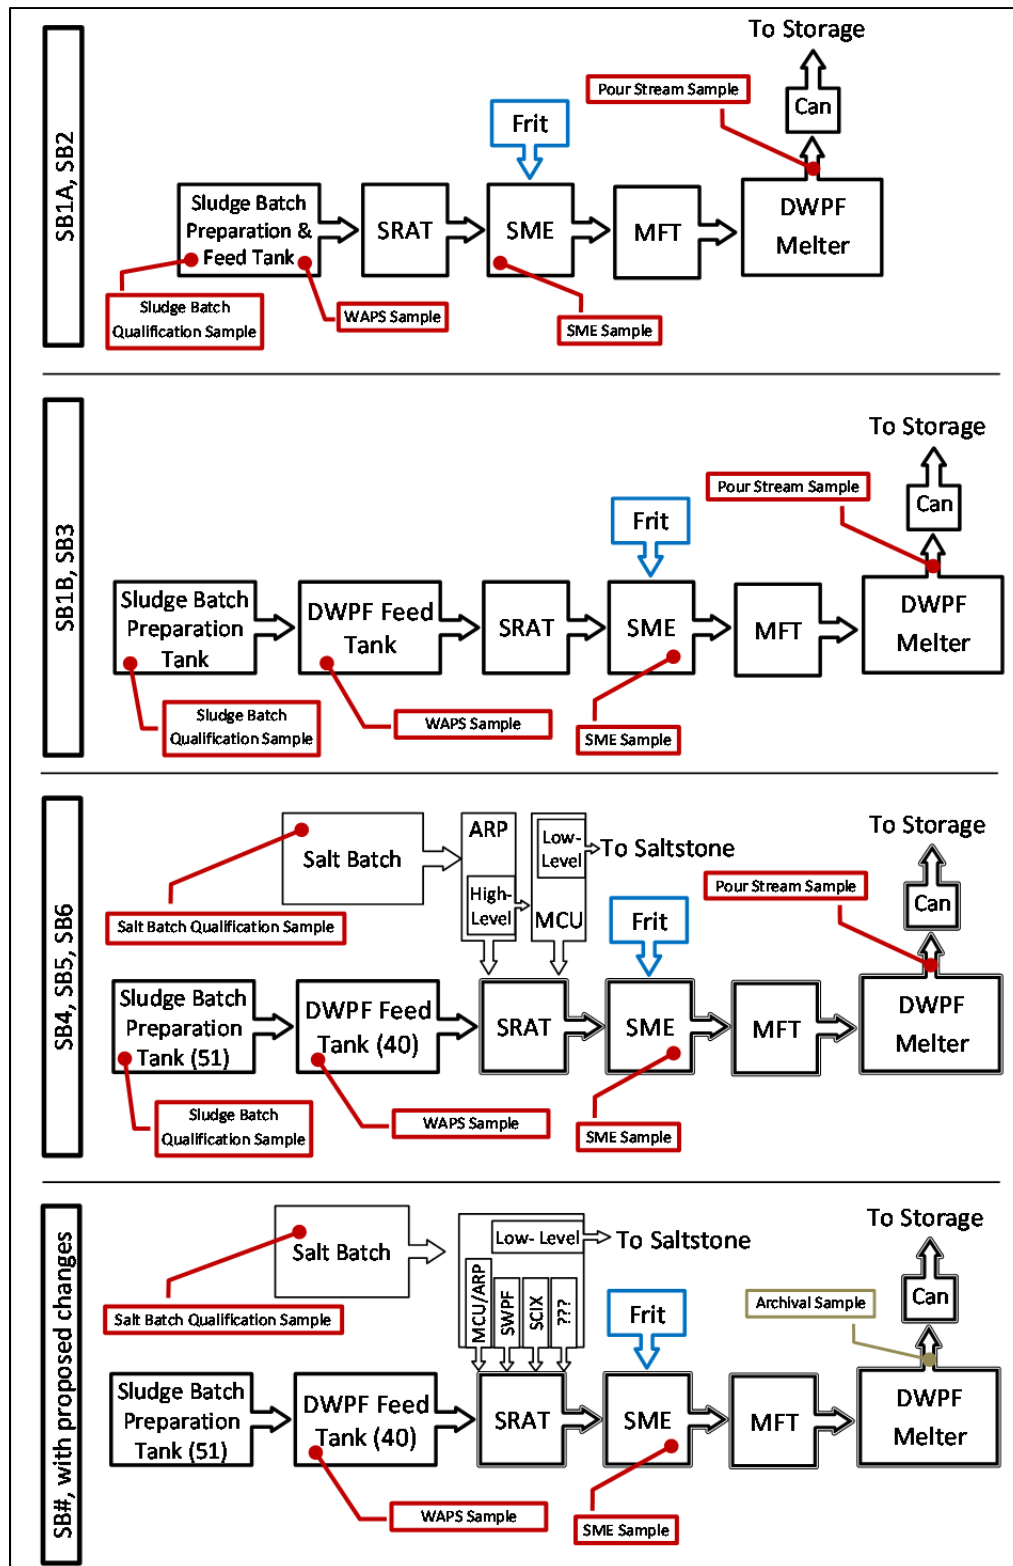 SB1A, SB2
To Storage
Can
Pour Stream Sample
Frit
Sludge Batch
Preparation &
Feed Tank
SRAT
SME
MFT
DWPF
Melter
Sludge Batch
Qualification Sample
WAPS Sample
SME Sample
SB1B, SB3
To Storage
Can
Pour Stream Sample
Frit
Sludge Batch
Preparation
Tank
DWPF Feed
Tank
SRAT
SME
MFT
DWPF
Melter
Sludge Batch
Qualification Sample
WAPS Sample
SME Sample
SB4, SB5, SB6
Salt Batch
ARP
High-
Level
Low-
Level
MCU
To Saltstone
To Storage
Can
Pour Stream Sample
Salt Batch Qualification Sample
Frit
Sludge Batch
Preparation
Tank (51)
DWPF Feed
Tank (40)
SRAT
SME
MFT
DWPF
Melter
Sludge Batch
Qualification Sample
WAPS Sample
SME Sample
SB#, with proposed changes
Salt Batch
Low- Level
To Saltstone
MCU/ARP
SWPF
SCIX
???
To Storage
Can
Archival Sample
Salt Batch Qualification Sample
Frit
Sludge Batch
Preparation
Tank (51)
DWPF Feed
Tank (40)
SRAT
SME
MFT
DWPF
Melter
WAPS Sample
SME Sample